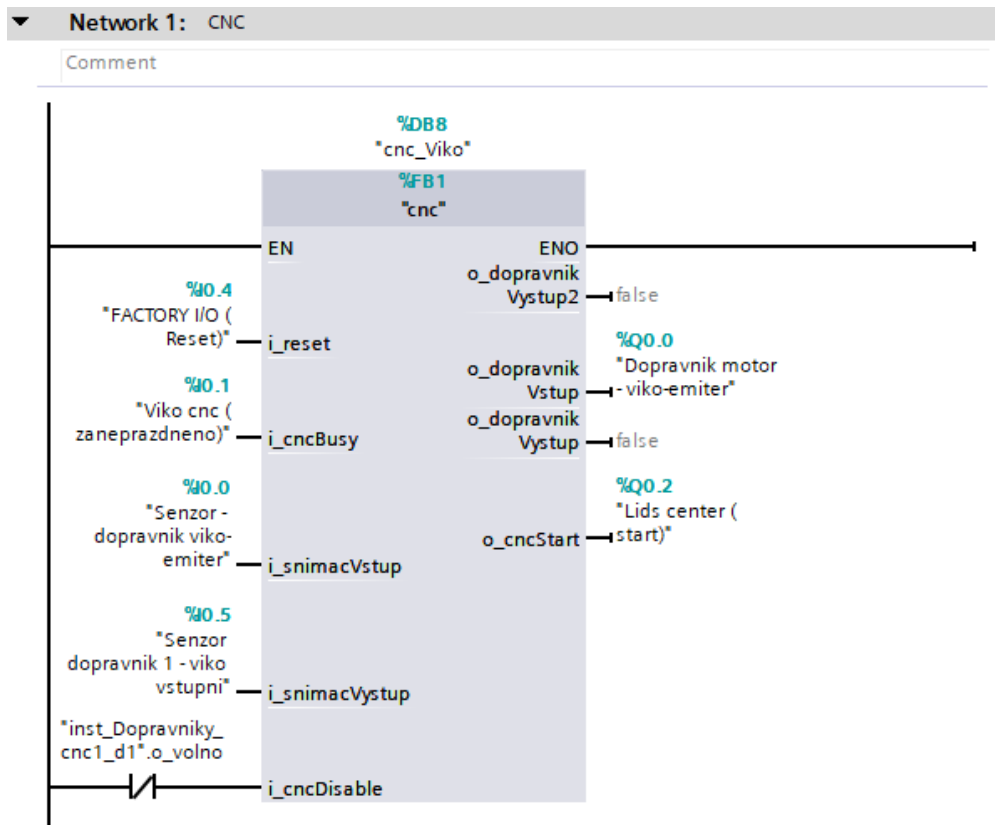 Network 1: CNC
Comment
%DB8
"cnc_Viko"
%FB1
"cnc"
EN
ENO
%I0.4
"FACTORY I/O (
Reset)"
i_reset
%I0.1
"Viko cnc (
zaneprazdneno)"
i_cncBusy
%I0.0
"Senzor -
dopravnik viko-
emiter"
i_snimacVstup
%I0.5
"Senzor
dopravnik 1 - viko
vstupni"
i_snimacVystup
"inst_Dopravniky_
cnc1_d1".o_volno
i_cncDisable
o_dopravnik
Vystup2
false
o_dopravnik
Vstup
%Q0.0
"Dopravnik motor
- viko-emiter"
o_dopravnik
Vystup
false
o_cncStart
%Q0.2
"Lids center (
start)"